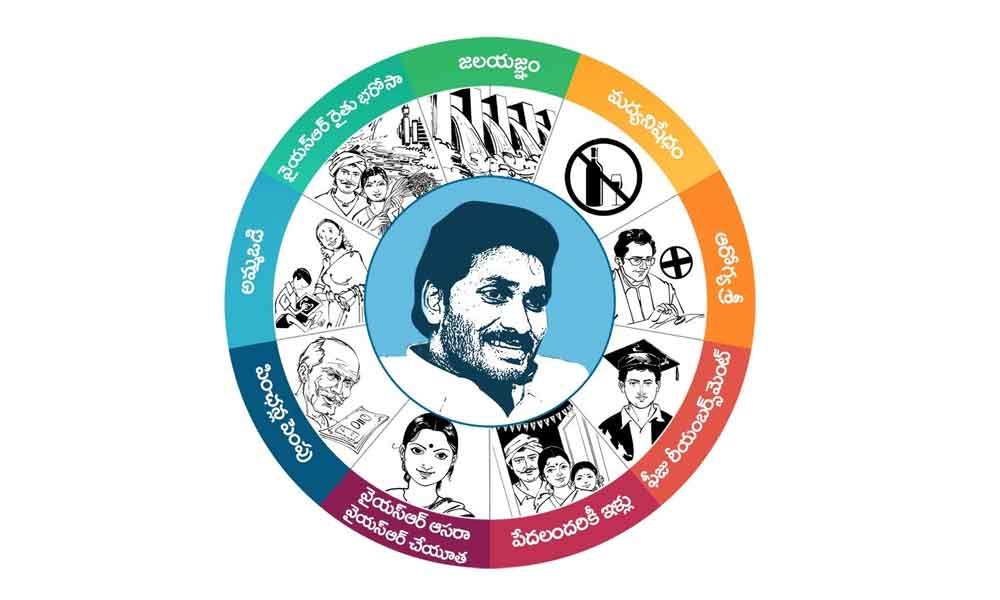 జలయజ్ఞం
మద్యనిషేధం
ఆరోగ్య శ్రీ
ఫీజు రీయంబర్స్‌మెంట్
పేదలందరికీ ఇళ్లు
వైయస్ఆర్ ఆసరా
వైయస్ఆర్ చేయూత
పింఛన్ల పెంపు
అమ్మఒడి
వైయస్ఆర్ రైతు భరోసా